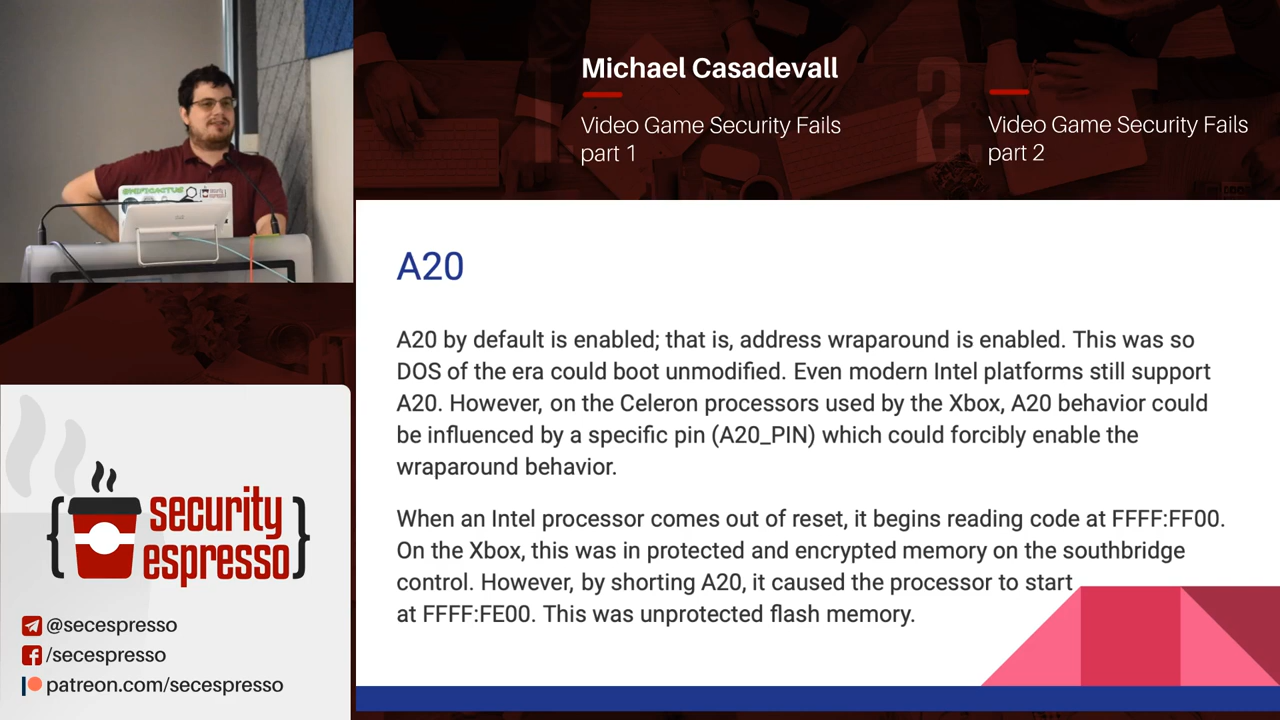 Michael Casadevall
1.
Video Game Security Fails
part 1
2.
Video Game Security Fails
part 2
A20
A20 by default is enabled; that is, address wraparound is enabled. This was so
DOS of the era could boot unmodified. Even modern Intel platforms still support
A20. However, on the Celeron processors used by the Xbox, A20 behavior could
be influenced by a specific pin (A20_PIN) which could forcibly enable the
wraparound behavior.
When an Intel processor comes out of reset, it begins reading code at FFFF:FF00.
On the Xbox, this was in protected and encrypted memory on the southbridge
control. However, by shorting A20, it caused the processor to start
at FFFF:FE00. This was unprotected flash memory.
security
espresso
{security
espresso}
@secespresso
/secespresso
patreon.com/secespresso